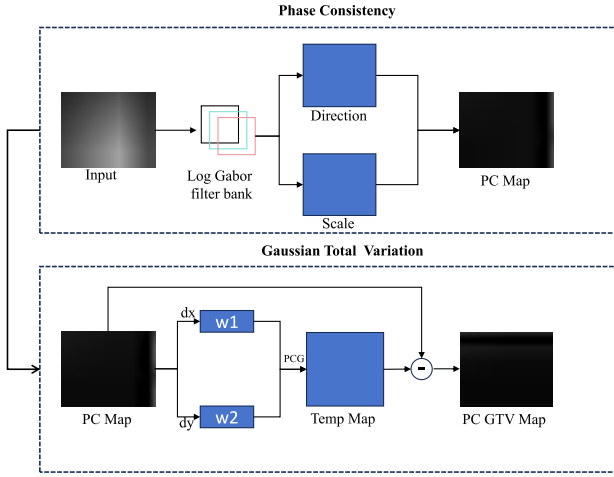 Phase Consistency
Input
Log Gabor
filter bank
Direction
Scale
PC Map
Gaussian Total Variation
PC Map
dx
w1
dy
w2
PCG
Temp Map
-
PC GTV Map